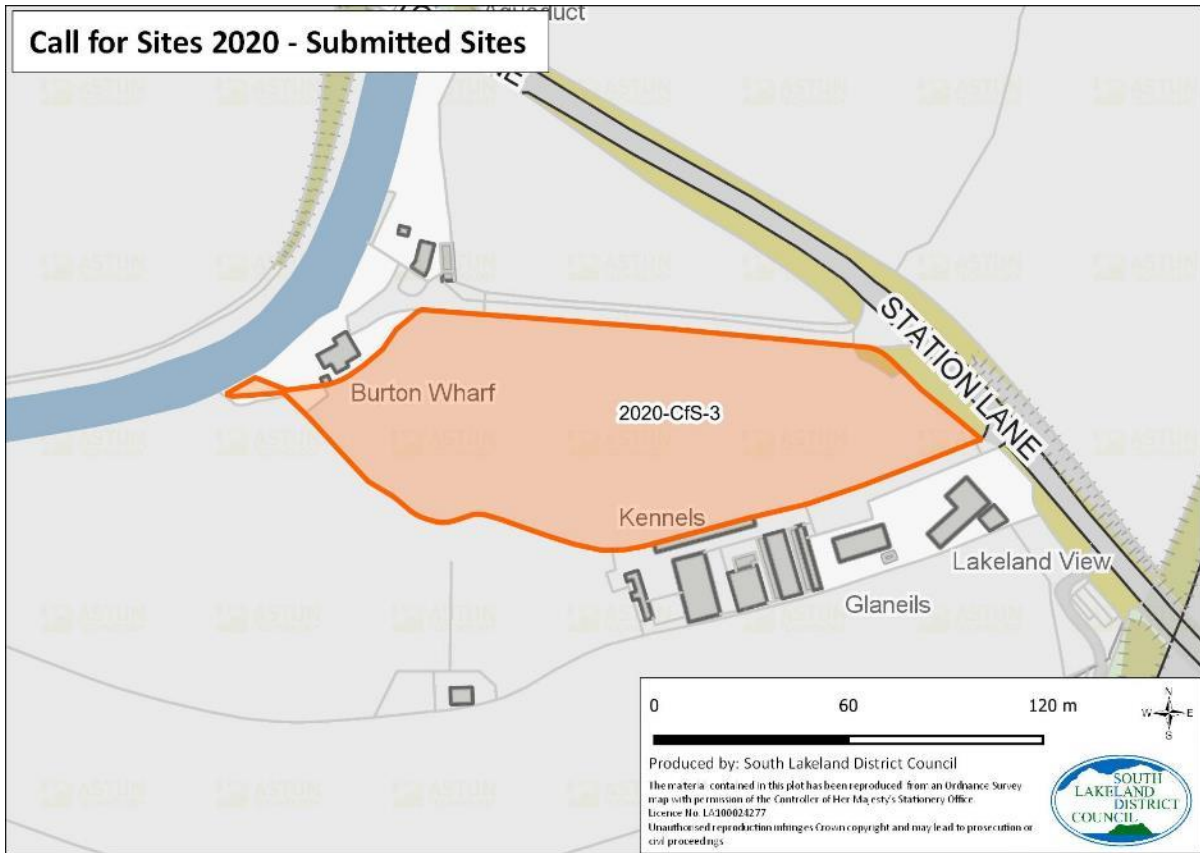 Aqueduct
Call for Sites 2020 - Submitted Sites
STATION LANE
Burton Wharf
2020-CfS-3
Kennels
Lakeland View
Glaneils
0 60 120 m
N
W E
S
Produced by: South Lakeland District Council
The material contained in this plot has been reproduced from an Ordnance Survey
map with permission of the Controller of Her Majesty's Stationery Office
Licence No. LA100024277
Unauthorised reproduction infringes Crown copyright and may lead to prosecution or
civil proceedings
SOUTH
LAKELAND
DISTRICT
COUNCIL